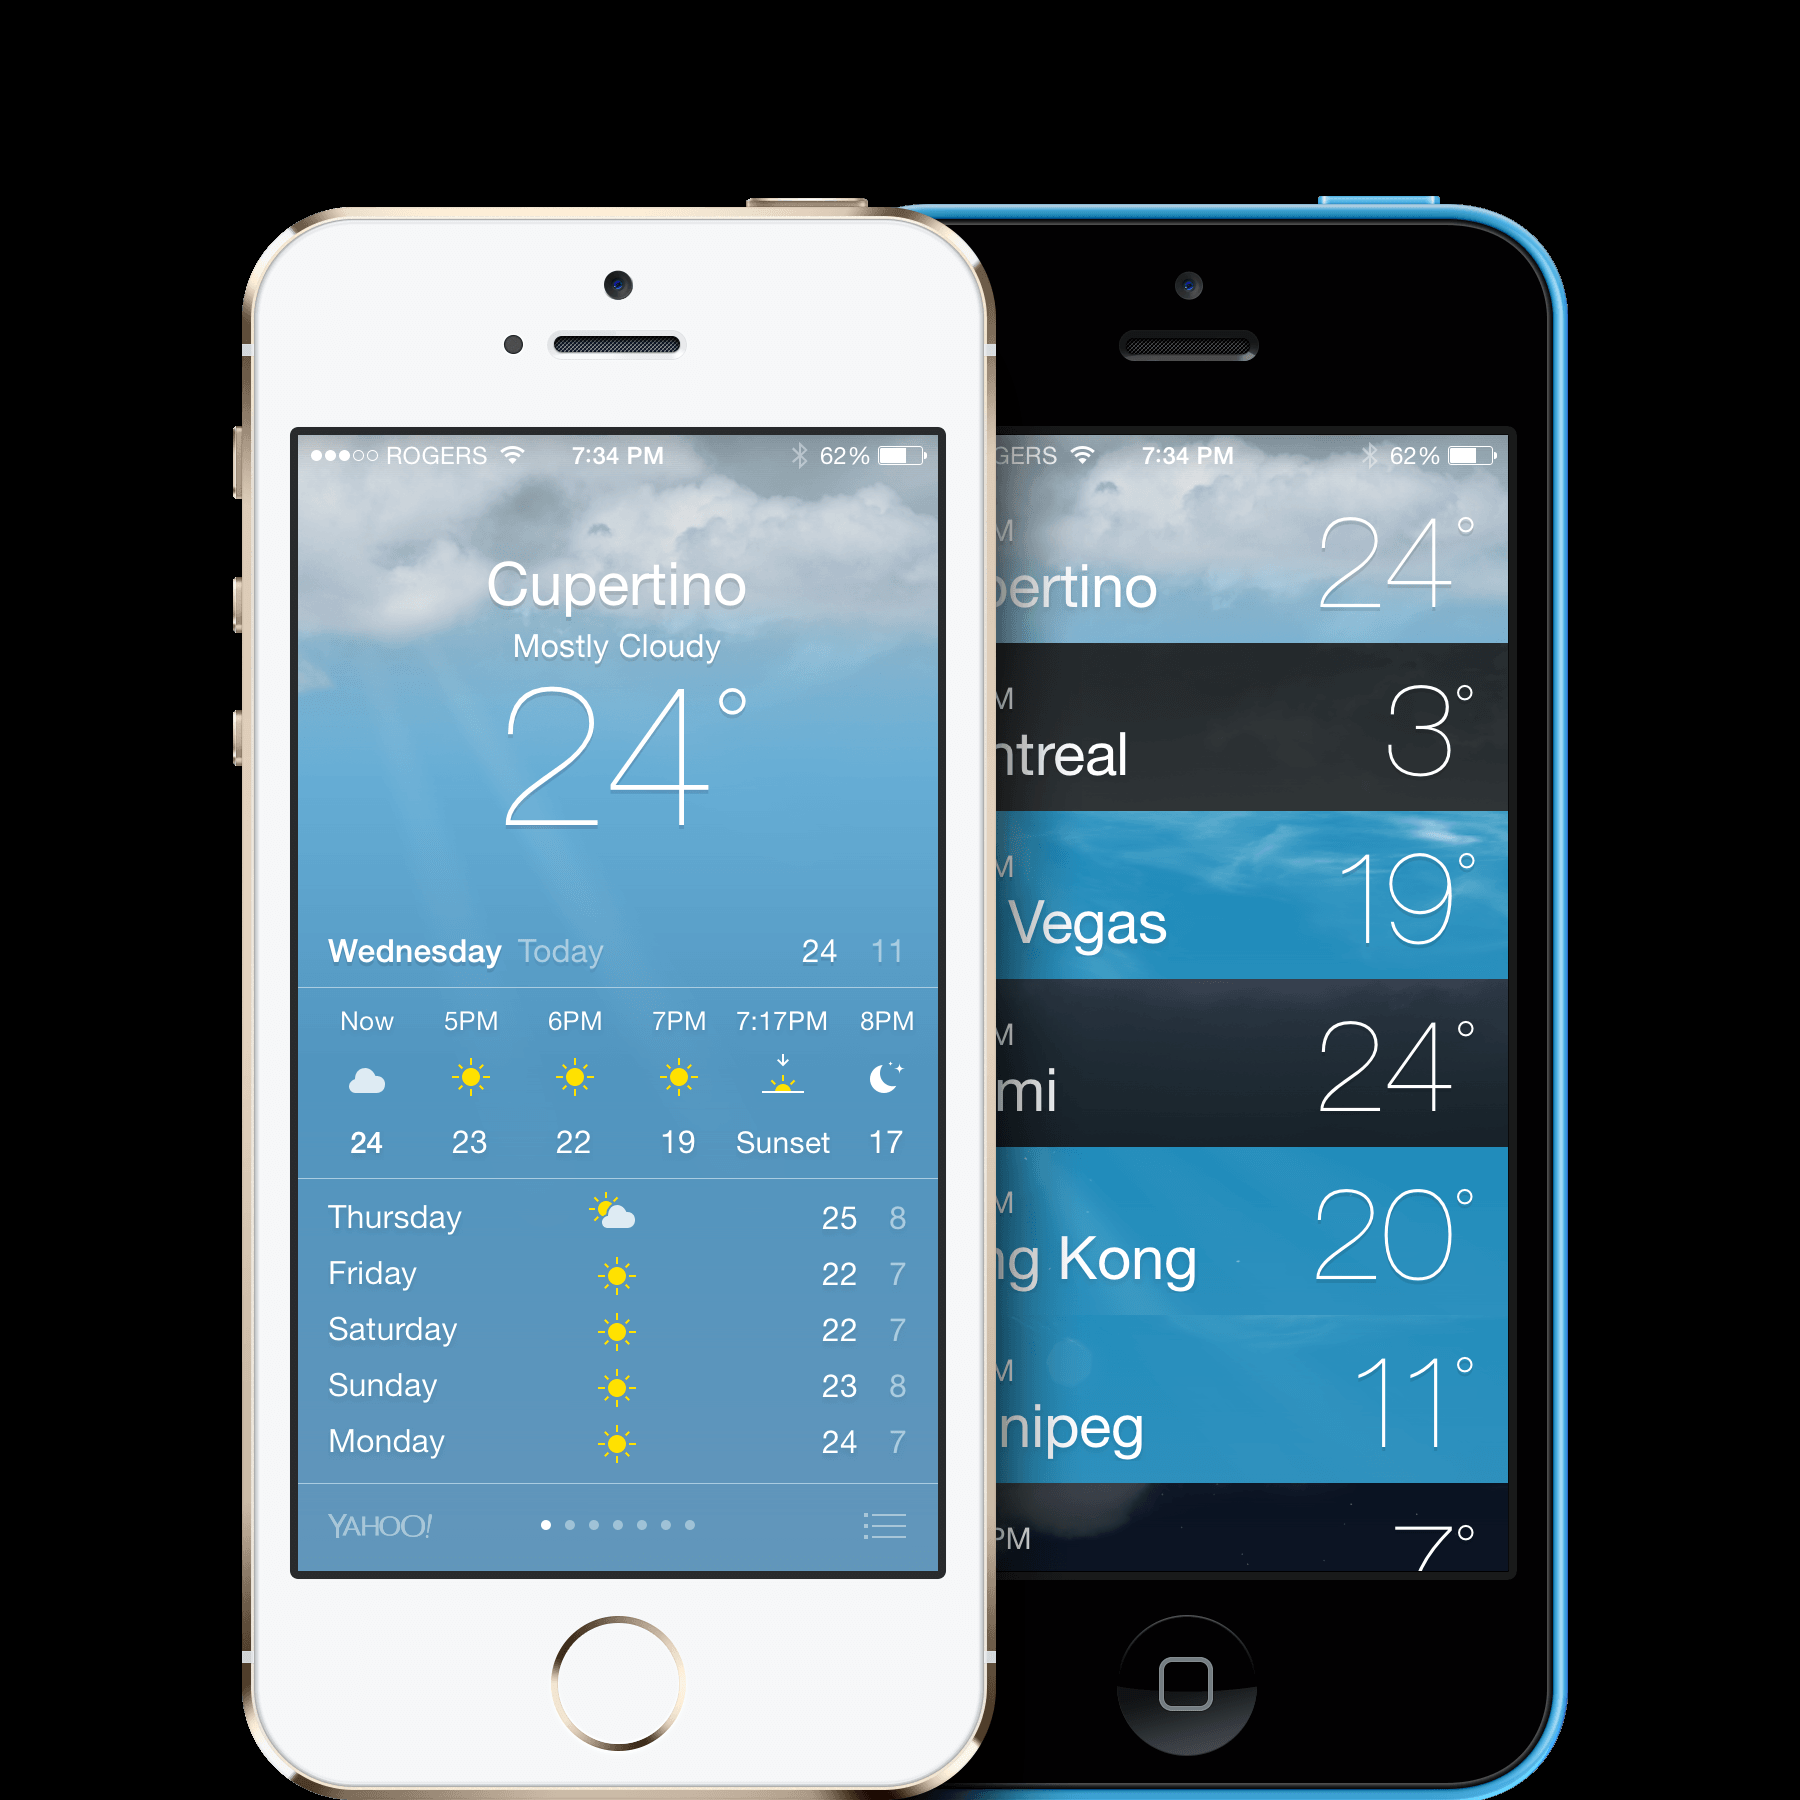 ROGERS 7:34 PM 62%
Cupertino
Mostly Cloudy
24°
Wednesday Today 24 11
Now 5PM 6PM 7PM 7:17PM 8PM
24 23 22 19 Sunset 17
Thursday 25 8
Friday 22 7
Saturday 22 7
Sunday 23 8
Monday 24 7
YAHOO!
GERS 7:34 PM 62%
M
pertino 24°
M
ntreal 3°
M
Vegas 19°
M
mi 24°
M
ng Kong 20°
M
nipeg 11°
PM
7°